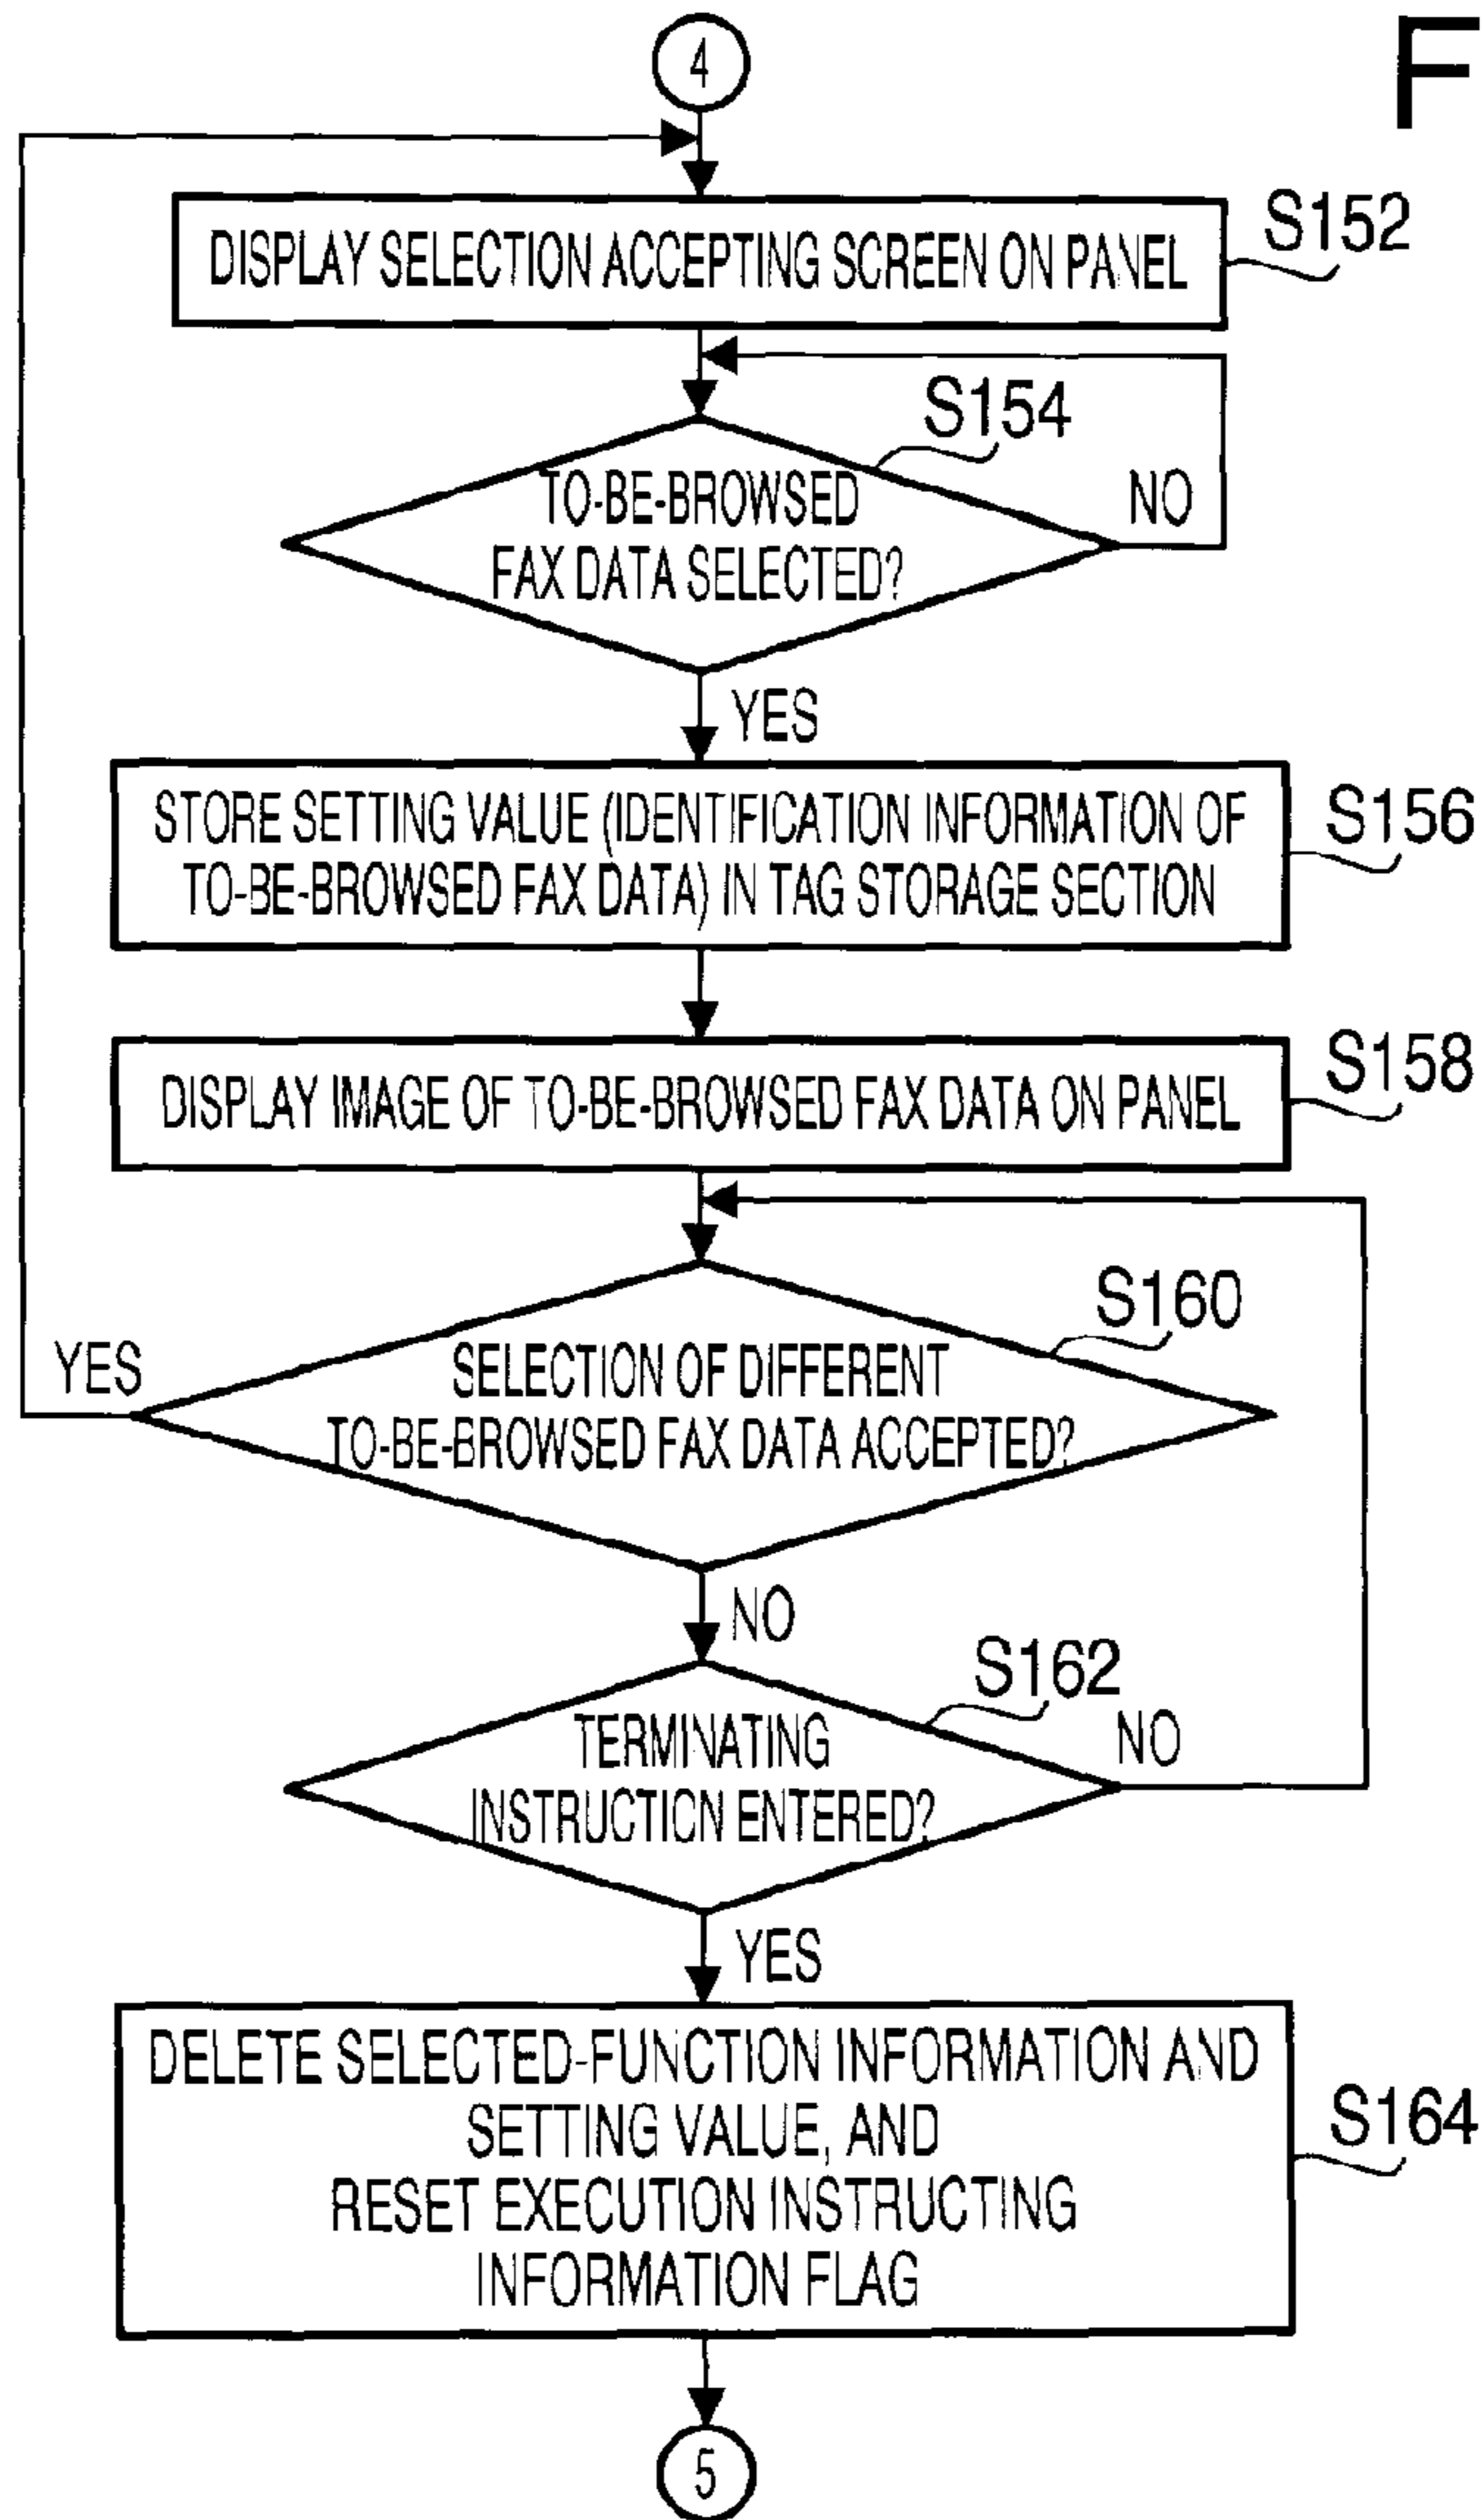 F
4
DISPLAY SELECTION ACCEPTING SCREEN ON PANEL
S152
S154
TO-BE-BROWSED
FAX DATA SELECTED?
NO
YES
STORE SETTING VALUE (IDENTIFICATION INFORMATION OF
TO-BE-BROWSED FAX DATA) IN TAG STORAGE SECTION
S156
DISPLAY IMAGE OF TO-BE-BROWSED FAX DATA ON PANEL
S158
S160
YES
SELECTION OF DIFFERENT
TO-BE-BROWSED FAX DATA ACCEPTED?
NO
S162
TERMINATING
INSTRUCTION ENTERED?
NO
YES
DELETE SELECTED-FUNCTION INFORMATION AND
SETTING VALUE, AND
RESET EXECUTION INSTRUCTING
INFORMATION FLAG
S164
5